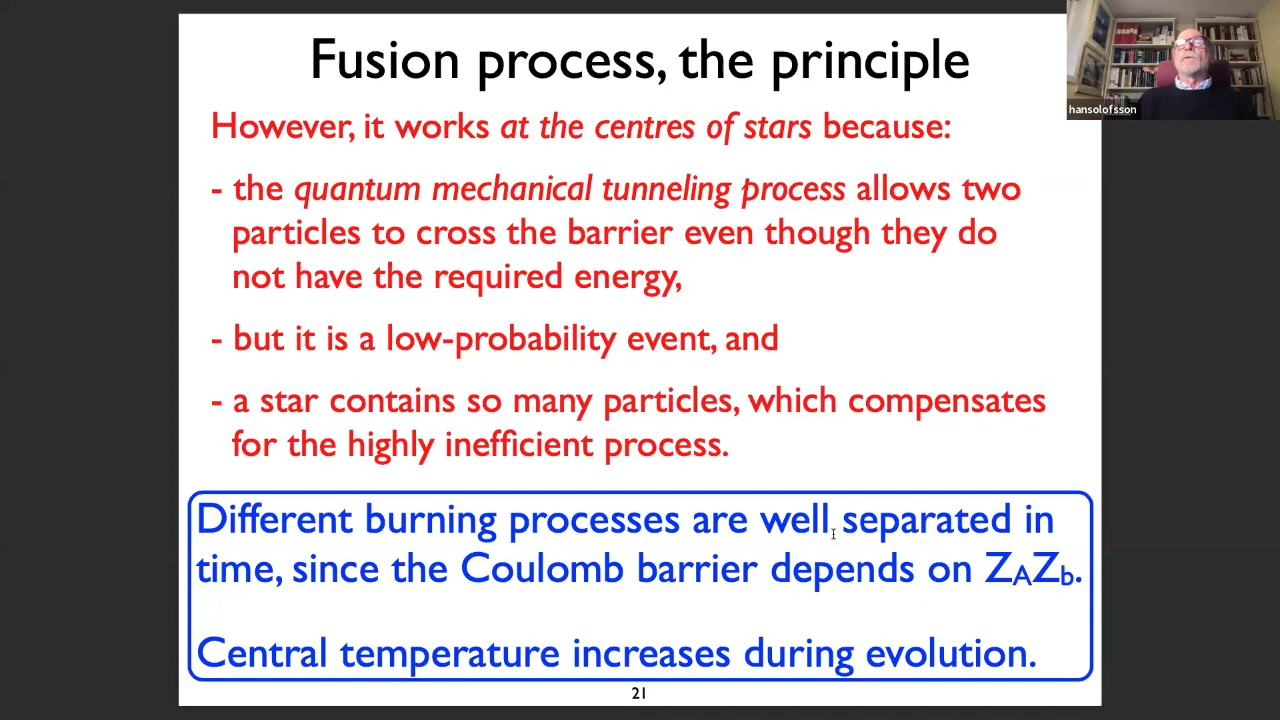 Fusion process, the principle
hansolofsson
However, it works at the centres of stars because:
- the quantum mechanical tunneling process allows two
particles to cross the barrier even though they do
not have the required energy,
- but it is a low-probability event, and
- a star contains so many particles, which compensates
for the highly inefficient process.
Different burning processes are well separated in
time, since the Coulomb barrier depends on ZAZb.
Central temperature increases during evolution.
21